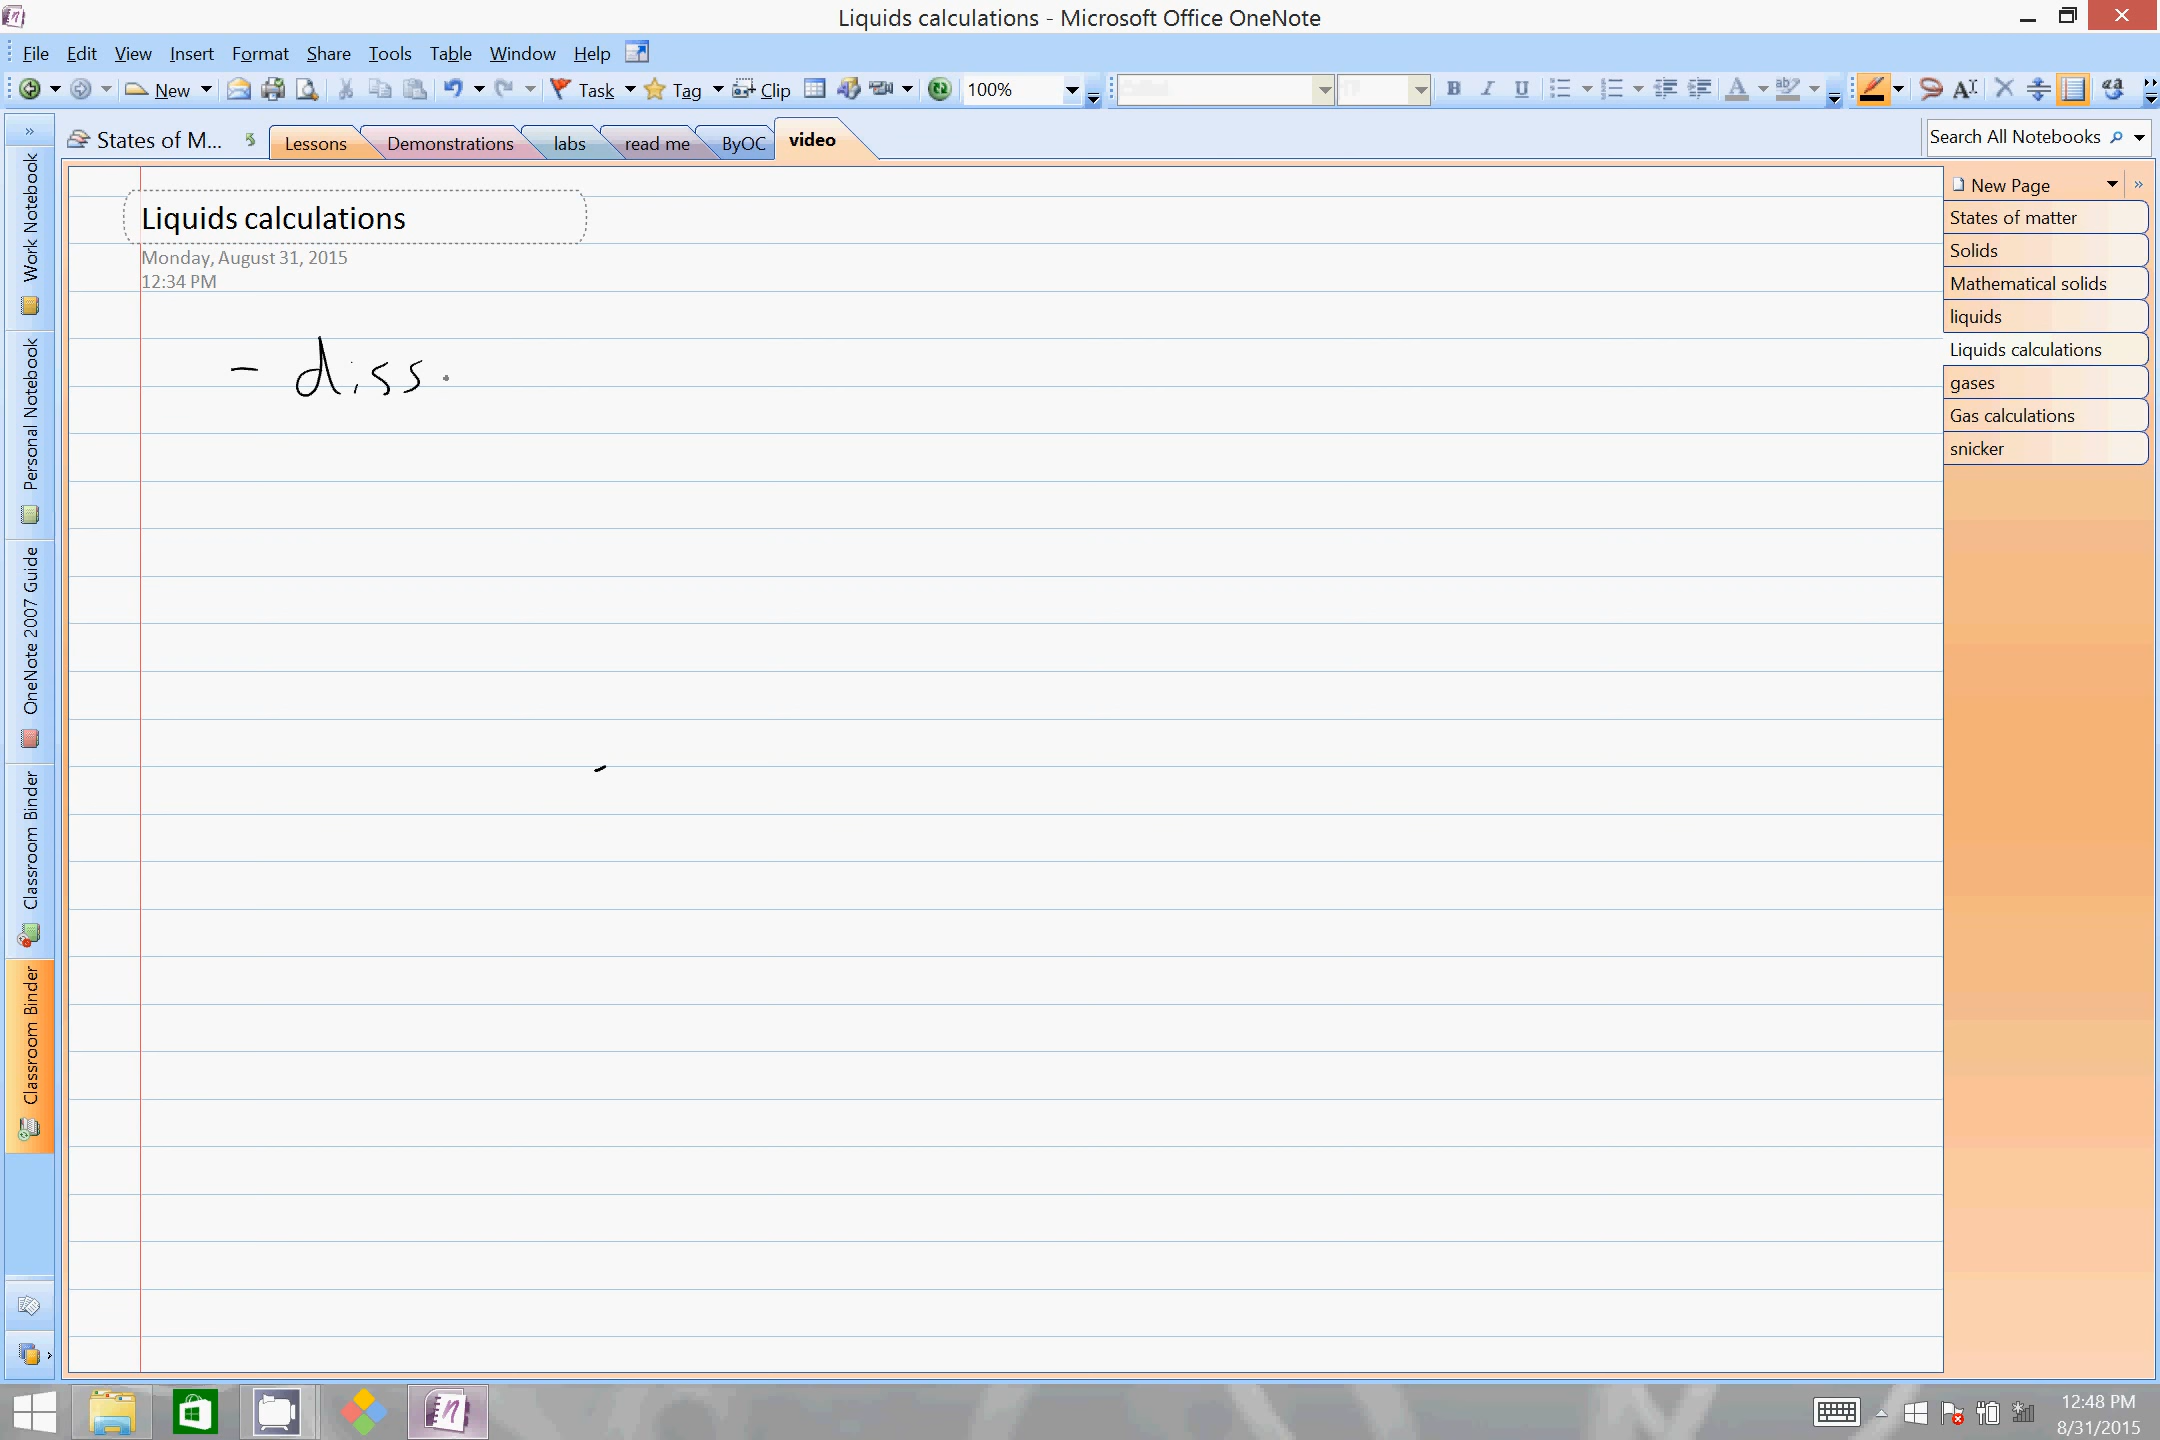 Liquids calculations - Microsoft Office OneNote
File Edit View Insert Format Share Tools Table Window Help
New Task Tag Clip 100% B I U
States of M... Lessons Demonstrations labs read me ByOC video Search All Notebooks
Liquids calculations
Monday, August 31, 2015
12:34 PM
- diss
New Page
States of matter
Solids
Mathematical solids
liquids
Liquids calculations
gases
Gas calculations
snicker
Work Notebook
Personal Notebook
OneNote 2007 Guide
Classroom Binder
Classroom Binder
12:48 PM
8/31/2015